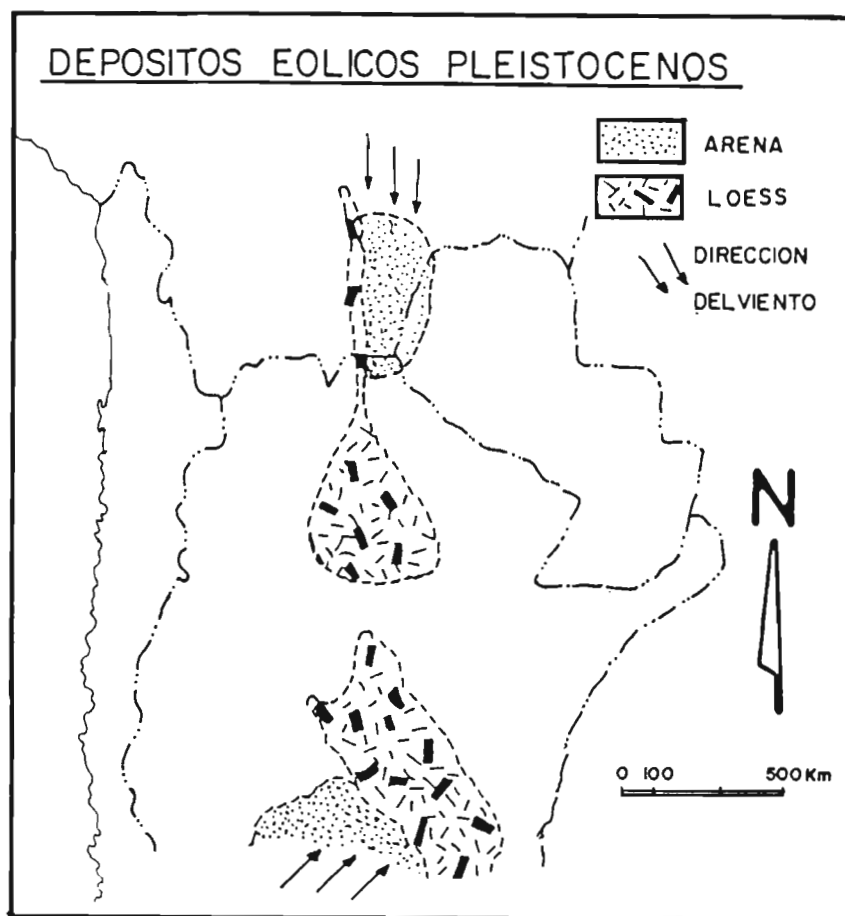 DEPOSITOS EOLICOS PLEISTOCENOS
ARENA
LOESS
DIRECCION
DELVIENTO
N
0 100 500 Km